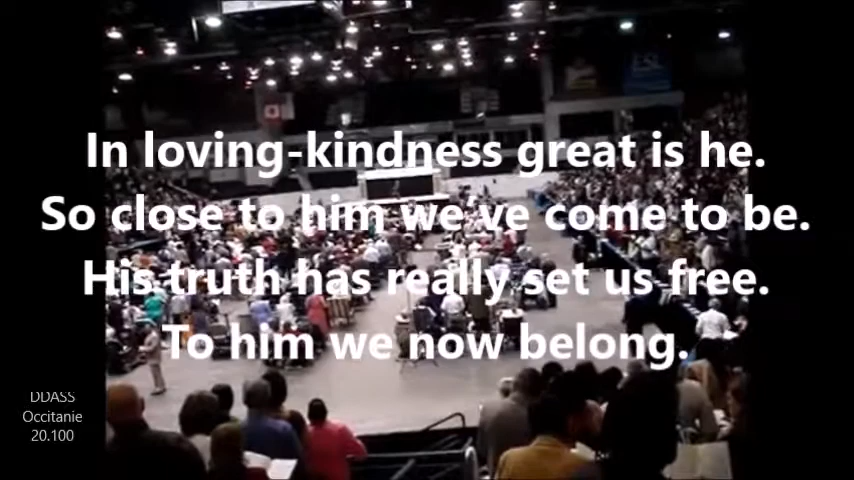 In loving-kindness great is he.
So close to him we've come to be.
His truth has really set us free.
To him we now belong.
DDASS
Occitanie
20.100